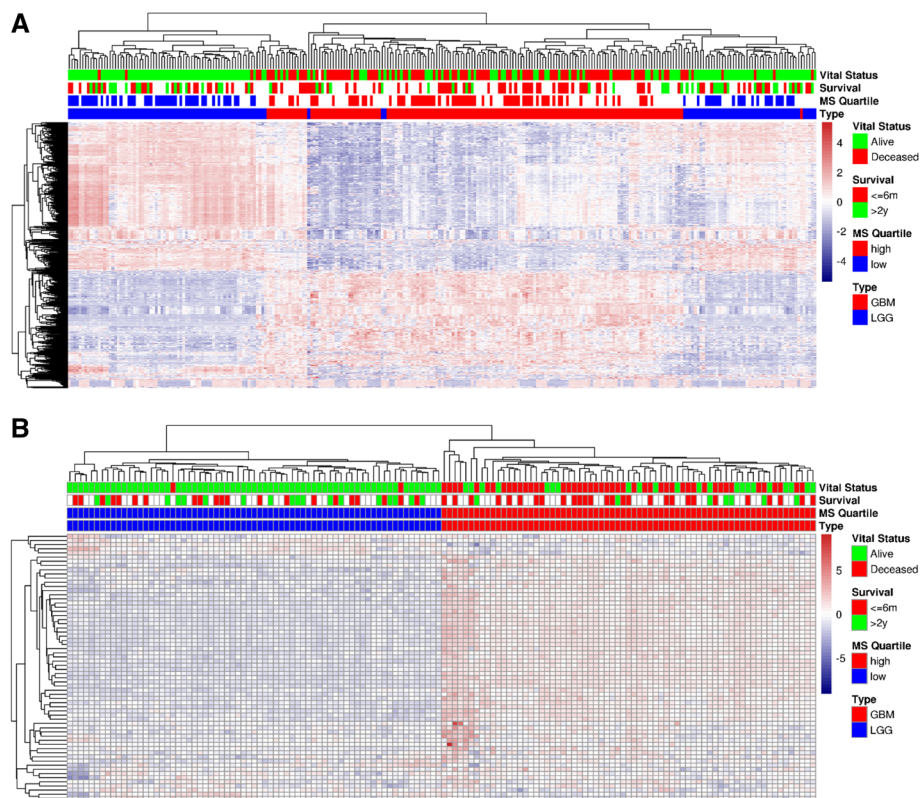 A
Vital Status
Survival
MS Quartile
Type
4
2
0
-2
-4
Vital Status
Alive
Deceased
Survival
<=6m
>2y
MS Quartile
high
low
Type
GBM
LGG
B
Vital Status
Survival
MS Quartile
Type
5
0
-5
Vital Status
Alive
Deceased
Survival
<=6m
>2y
MS Quartile
high
low
Type
GBM
LGG